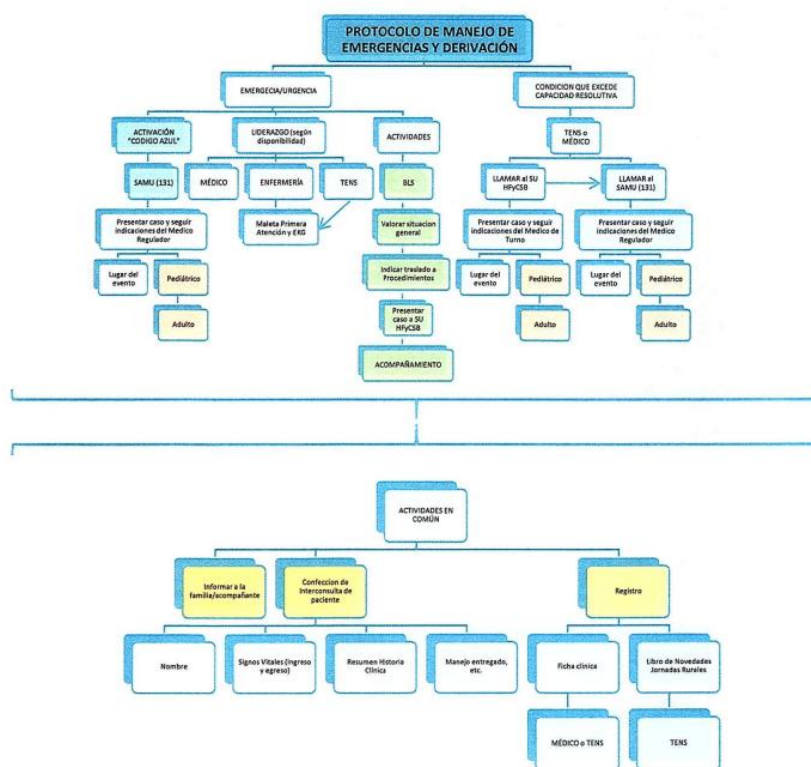 PROTOCOLO DE MANEJO DE
EMERGENCIAS Y DERIVACIÓN
EMERGECIA/URGENCIA
CONDICION QUE EXCEDE
CAPACIDAD RESOLUTIVA
ACTIVACIÓN
"CODIGO AZUL"
LIDERAZGO (según
disponibilidad)
ACTIVIDADES
TENS o
MÉDICO
SAMU (131)
MÉDICO
ENFERMERÍA
TENS
BLS
LLAMAR al SU
HFyCSB
LLAMAR al
SAMU (131)
Presentar caso y seguir
indicaciones del Medico
Regulador
Maleta Primera
Atención y EKG
Valorar situacion
general
Presentar caso y seguir
indicaciones del Medico de
Turno
Presentar caso y seguir
indicaciones del Medico
Regulador
Lugar del
evento
Pediátrico
Indicar traslado a
Procedimientos
Lugar del
evento
Pediátrico
Lugar del
evento
Pediátrico
Adulto
Presentar
caso a SU
HFyCSB
Adulto
Adulto
ACOMPAÑAMIENTO
ACTIVIDADES EN
COMÚN
Informar a la
familia/acompañante
Confeccion de
Interconsulta de
paciente
Registro
Nombre
Signos Vitales (ingreso
y egreso)
Resumen Historia
Clinica
Manejo entregado,
etc.
Ficha clinica
Libro de Novedades
Jornadas Rurales
MÉDICO o TENS
TENS